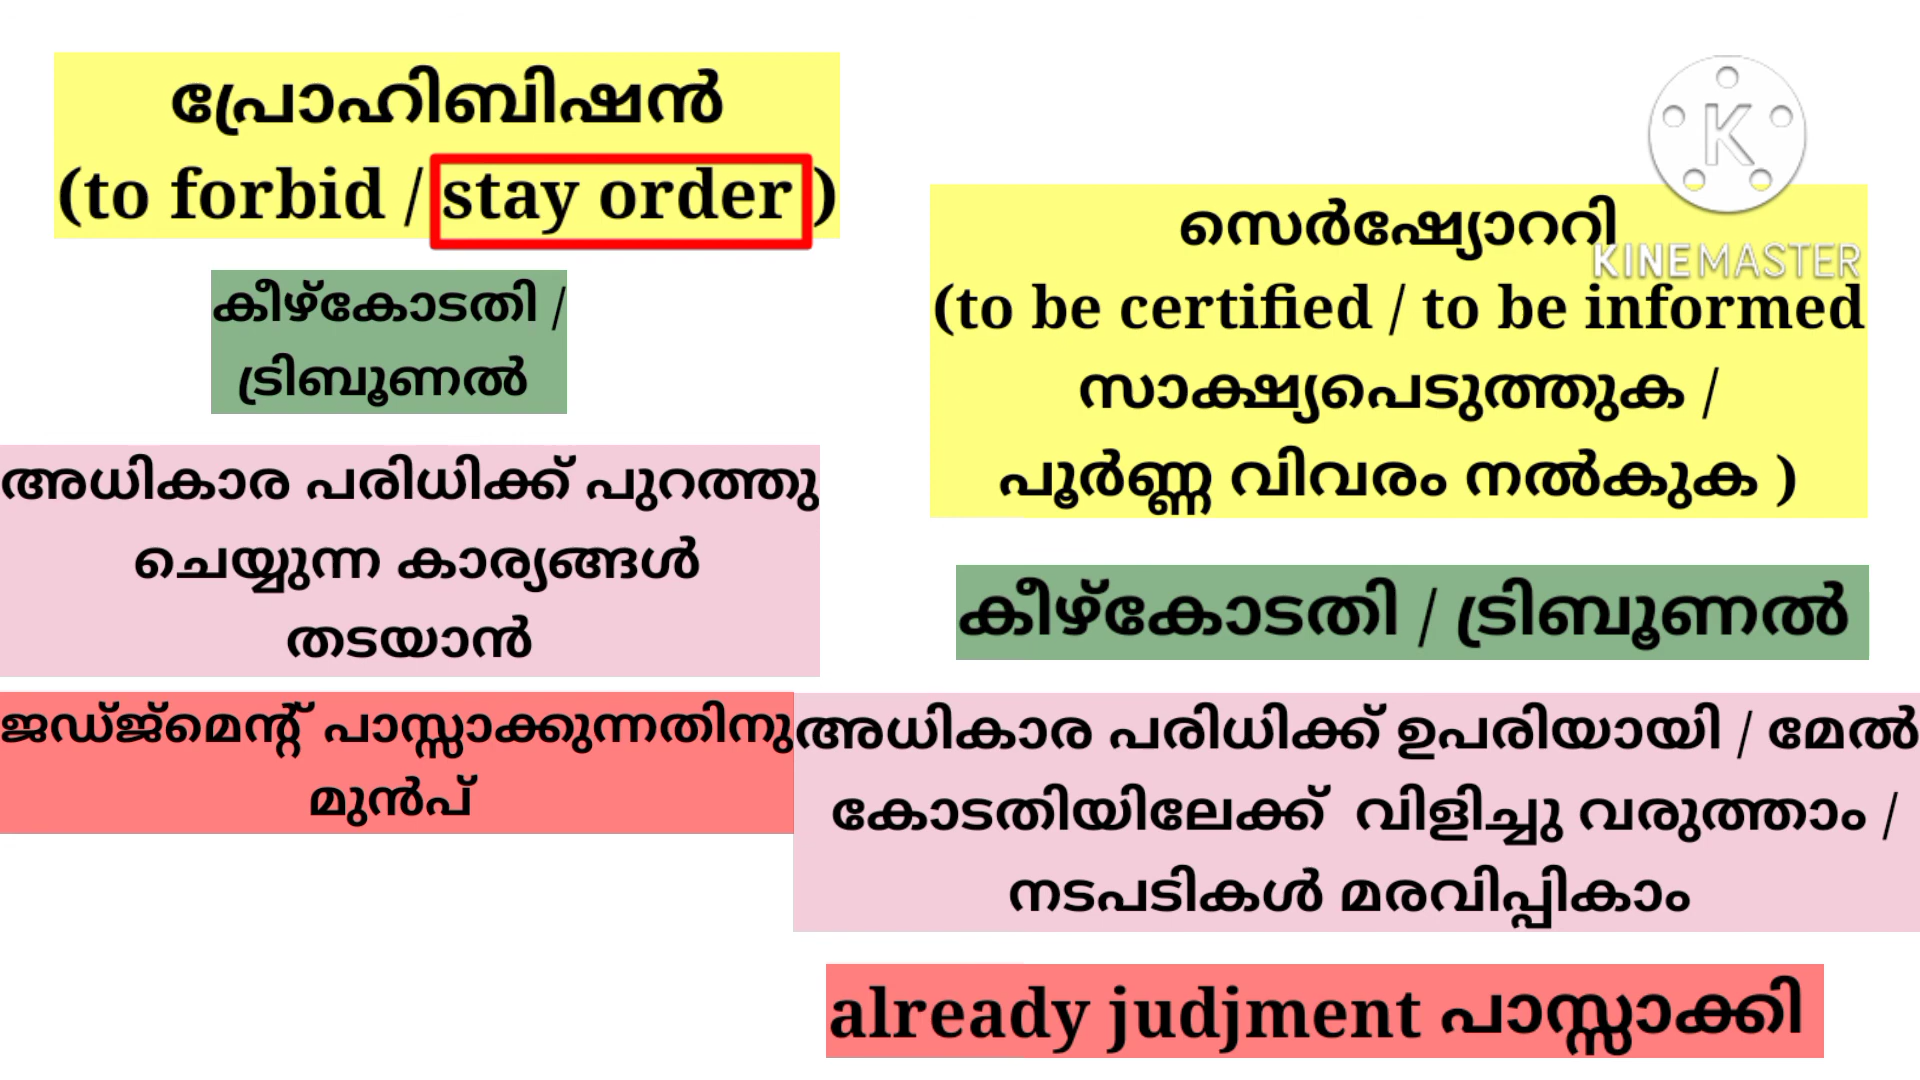 പ്രോഹിബിഷൻ
(to forbid / stay order )
കീഴ്കോടതി /
ട്രിബൂണൽ
അധികാര പരിധിക്ക് പുറത്തു
ചെയ്യുന്ന കാര്യങ്ങൾ
തടയാൻ
ജഡ്ജ്മെന്റ് പാസ്സാക്കുന്നതിനു
മുൻപ്
K
KINEMASTER
സെർഷ്യോററി
(to be certified / to be informed
സാക്ഷ്യപെടുത്തുക /
പൂർണ്ണ വിവരം നൽകുക )
കീഴ്കോടതി / ട്രിബൂണൽ
അധികാര പരിധിക്ക് ഉപരിയായി / മേൽ
കോടതിയിലേക്ക് വിളിച്ചു വരുത്താം /
നടപടികൾ മരവിപ്പികാം
already judjment പാസ്സാക്കി